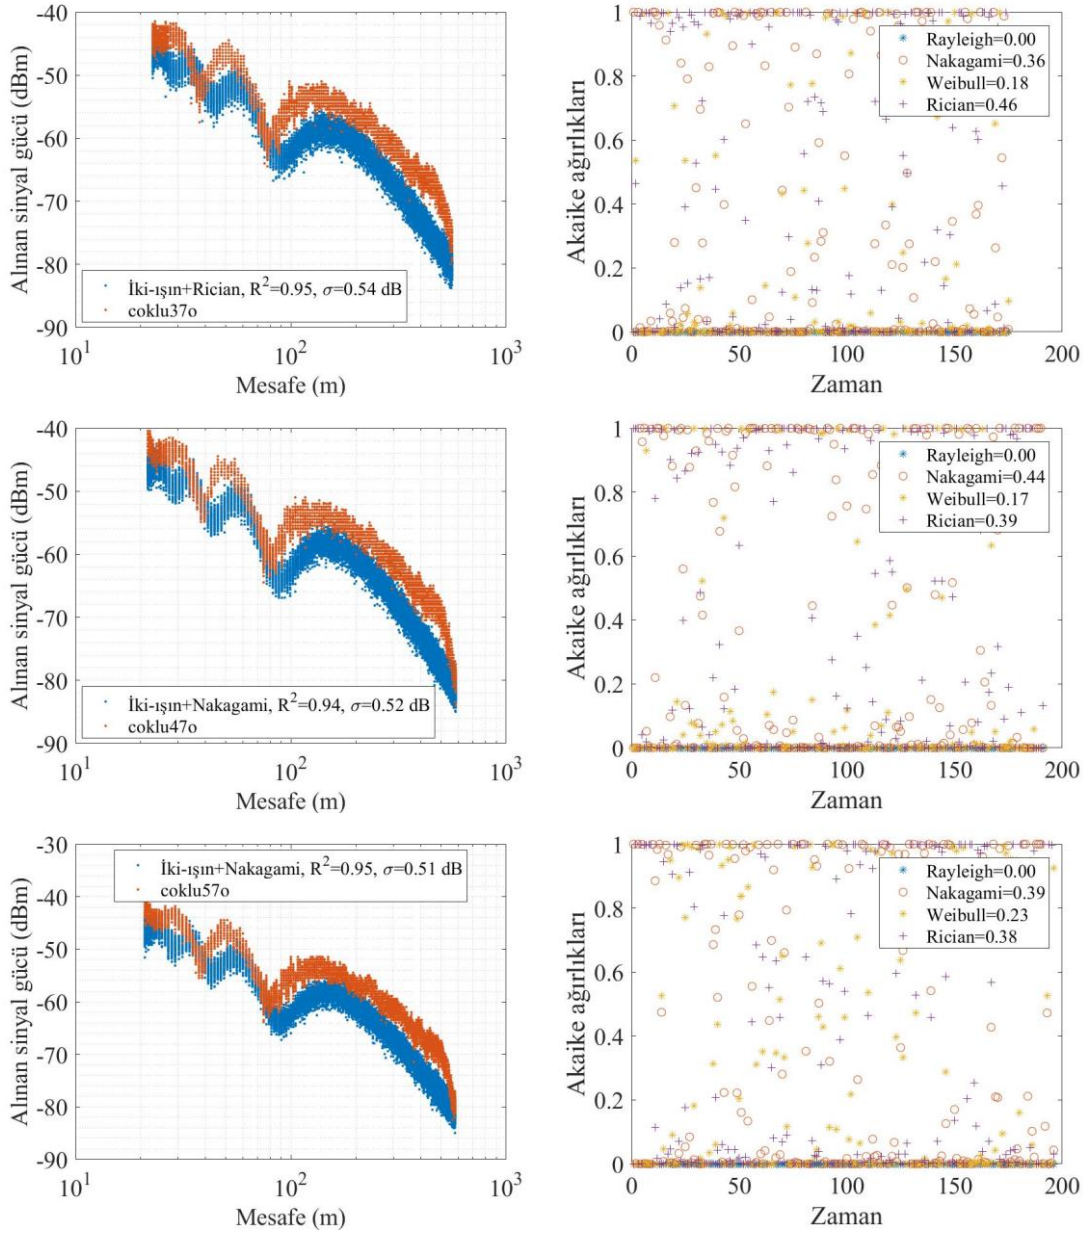 -40
-50
-60
-70
-80
-90
Alınan sinyal gücü (dBm)
İki-ışın+Rician, R²=0.95, σ=0.54 dB
coklu37o
10¹
10²
10³
Mesafe (m)
1
0.8
0.6
0.4
0.2
0
Akaike ağırlıkları
Rayleigh=0.00
Nakagami=0.36
Weibull=0.18
Rician=0.46
0
50
100
150
200
Zaman
-40
-50
-60
-70
-80
-90
Alınan sinyal gücü (dBm)
İki-ışın+Nakagami, R²=0.94, σ=0.52 dB
coklu47o
10¹
10²
10³
Mesafe (m)
1
0.8
0.6
0.4
0.2
0
Akaike ağırlıkları
Rayleigh=0.00
Nakagami=0.44
Weibull=0.17
Rician=0.39
0
50
100
150
200
Zaman
-30
-40
-50
-60
-70
-80
-90
Alınan sinyal gücü (dBm)
İki-ışın+Nakagami, R²=0.95, σ=0.51 dB
coklu57o
10¹
10²
10³
Mesafe (m)
1
0.8
0.6
0.4
0.2
0
Akaike ağırlıkları
Rayleigh=0.00
Nakagami=0.39
Weibull=0.23
Rician=0.38
0
50
100
150
200
Zaman